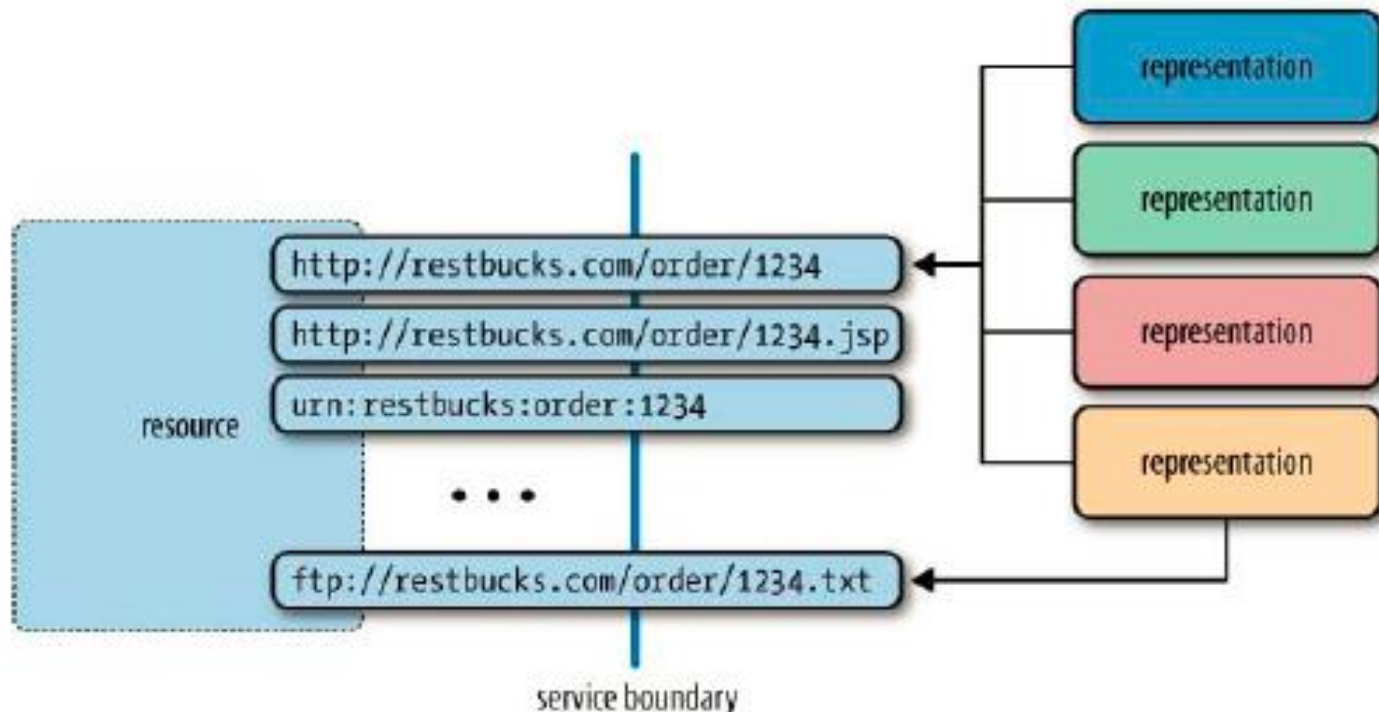 representation
representation
http://restbucks.com/order/1234
http://restbucks.com/order/1234.jsp
representation
urn:restbucks:order:1234
resource
representation
...
ftp://restbucks.com/order/1234.txt
service boundary